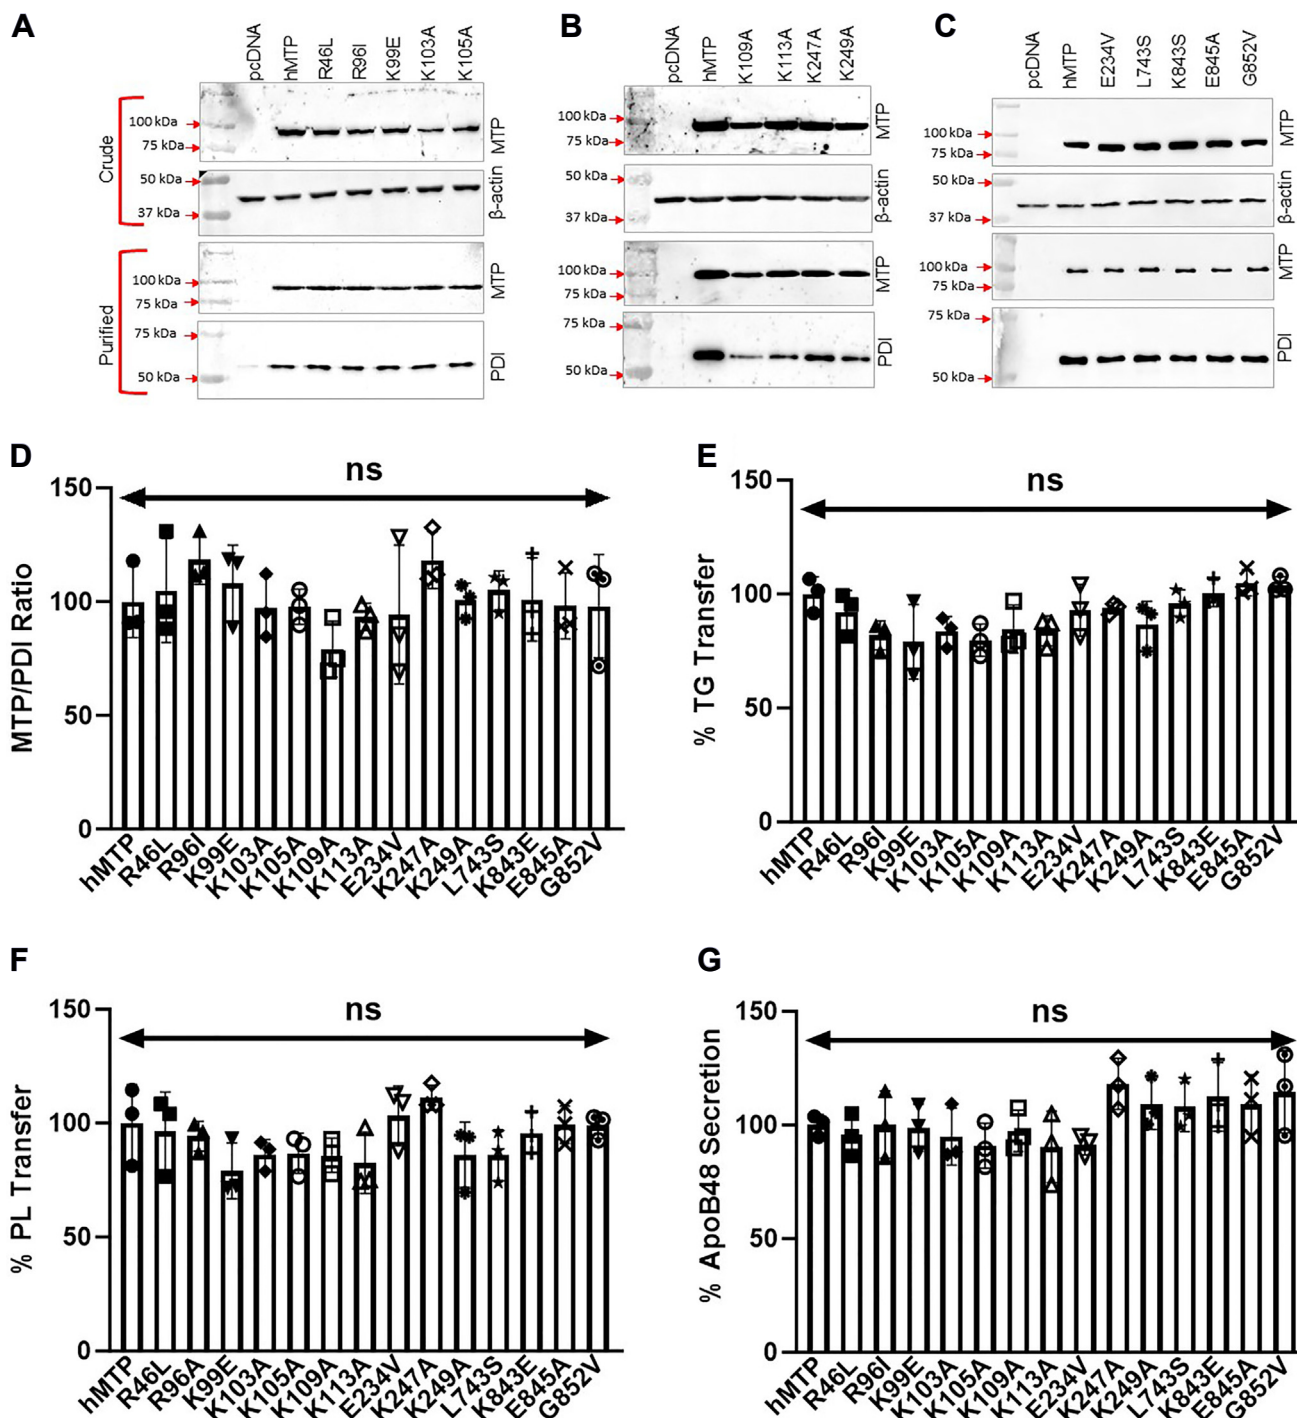 A
pcDNA
hMTP
R46L
R96I
K99E
K103A
K105A
Crude
100 kDa
75 kDa
MTP
50 kDa
37 kDa
β-actin
Purified
100 kDa
75 kDa
MTP
75 kDa
50 kDa
PDI
B
pcDNA
hMTP
K109A
K113A
K247A
K249A
100 kDa
75 kDa
MTP
50 kDa
37 kDa
β-actin
100 kDa
75 kDa
MTP
75 kDa
50 kDa
PDI
C
pcDNA
hMTP
E234V
L743S
K843S
E845A
G852V
100 kDa
75 kDa
MTP
50 kDa
37 kDa
β-actin
100 kDa
75 kDa
MTP
75 kDa
50 kDa
PDI
D
ns
MTP/PDI Ratio
150
100
50
0
hMTP
R46L
R96I
K99E
K103A
K105A
K109A
K113A
E234V
K247A
K249A
L743S
K843E
E845A
G852V
E
ns
% TG Transfer
150
100
50
0
hMTP
R46L
R96I
K99E
K103A
K105A
K109A
K113A
E234V
K247A
K249A
L743S
K843E
E845A
G852V
F
ns
% PL Transfer
150
100
50
0
hMTP
R46L
R96A
K99E
K103A
K105A
K109A
K113A
E234V
K247A
K249A
L743S
K843E
E845A
G852V
G
ns
% ApoB48 Secretion
150
100
50
0
hMTP
R46L
R96I
K99E
K103A
K105A
K109A
K113A
E234V
K247A
K249A
L743S
K843E
E845A
G852V